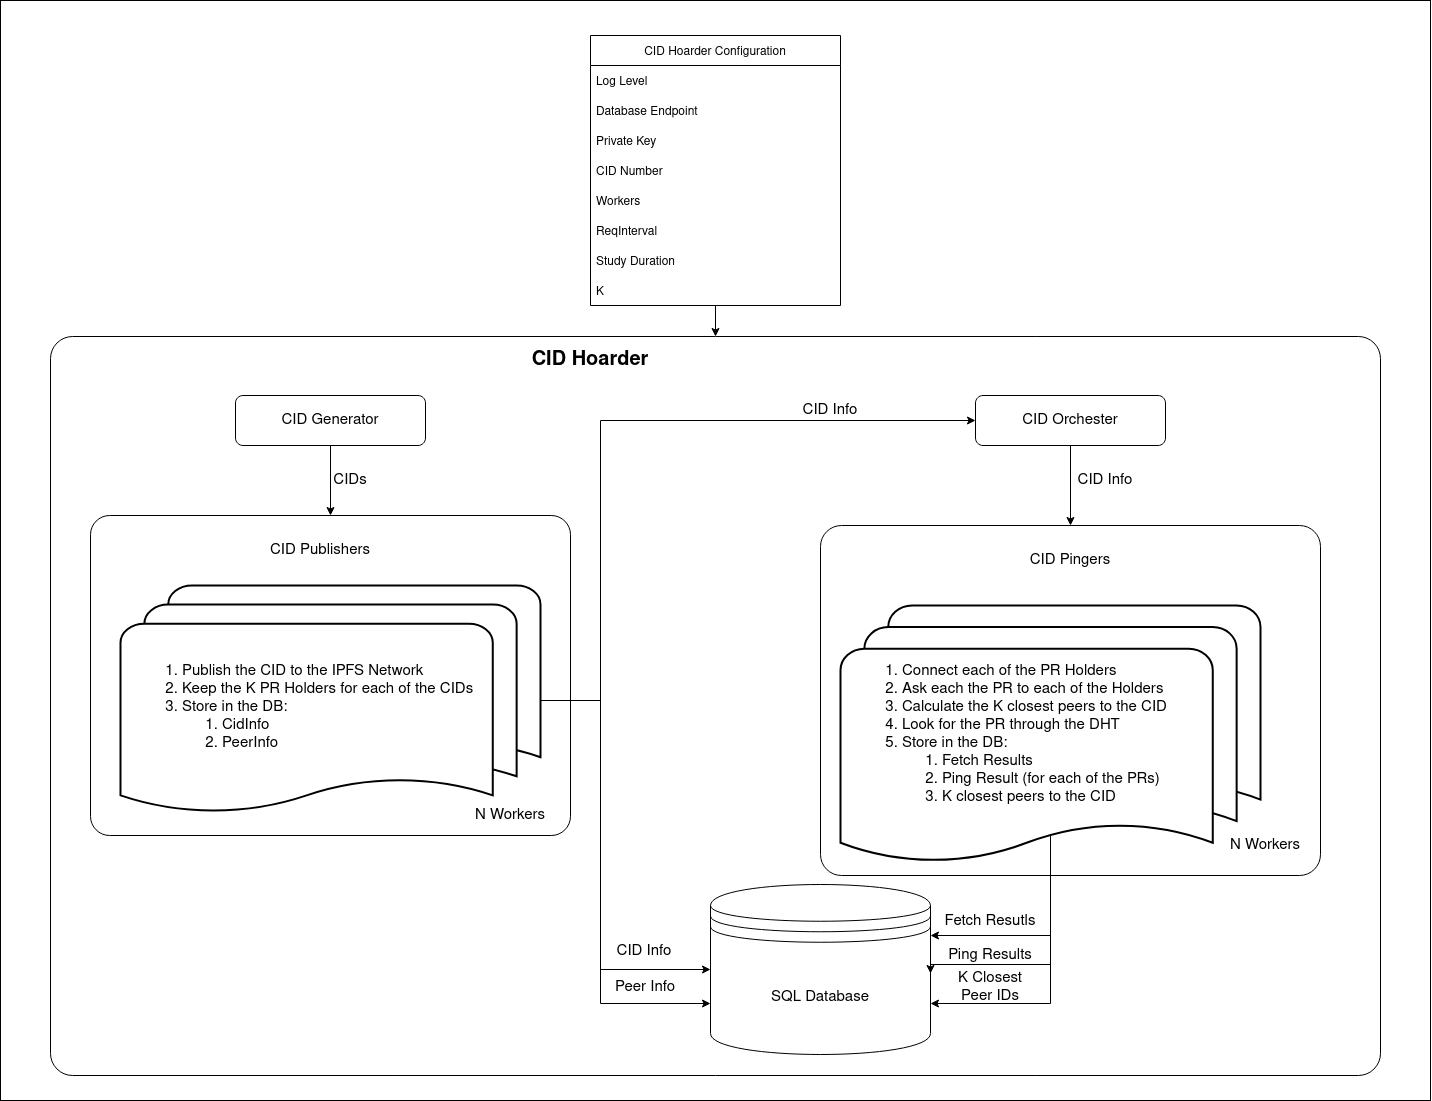 CID Hoarder Configuration
Log Level
Database Endpoint
Private Key
CID Number
Workers
ReqInterval
Study Duration
K
CID Hoarder
CID Generator
CID Info
CID Orchester
CIDs
CID Info
CID Publishers
CID Pingers
1. Publish the CID to the IPFS Network
2. Keep the K PR Holders for each of the CIDs
3. Store in the DB:
1. CidInfo
2. PeerInfo
N Workers
1. Connect each of the PR Holders
2. Ask each the PR to each of the Holders
3. Calculate the K closest peers to the CID
4. Look for the PR through the DHT
5. Store in the DB:
1. Fetch Results
2. Ping Result (for each of the PRs)
3. K closest peers to the CID
N Workers
CID Info
Peer Info
SQL Database
Fetch Resutls
Ping Results
K Closest
Peer IDs